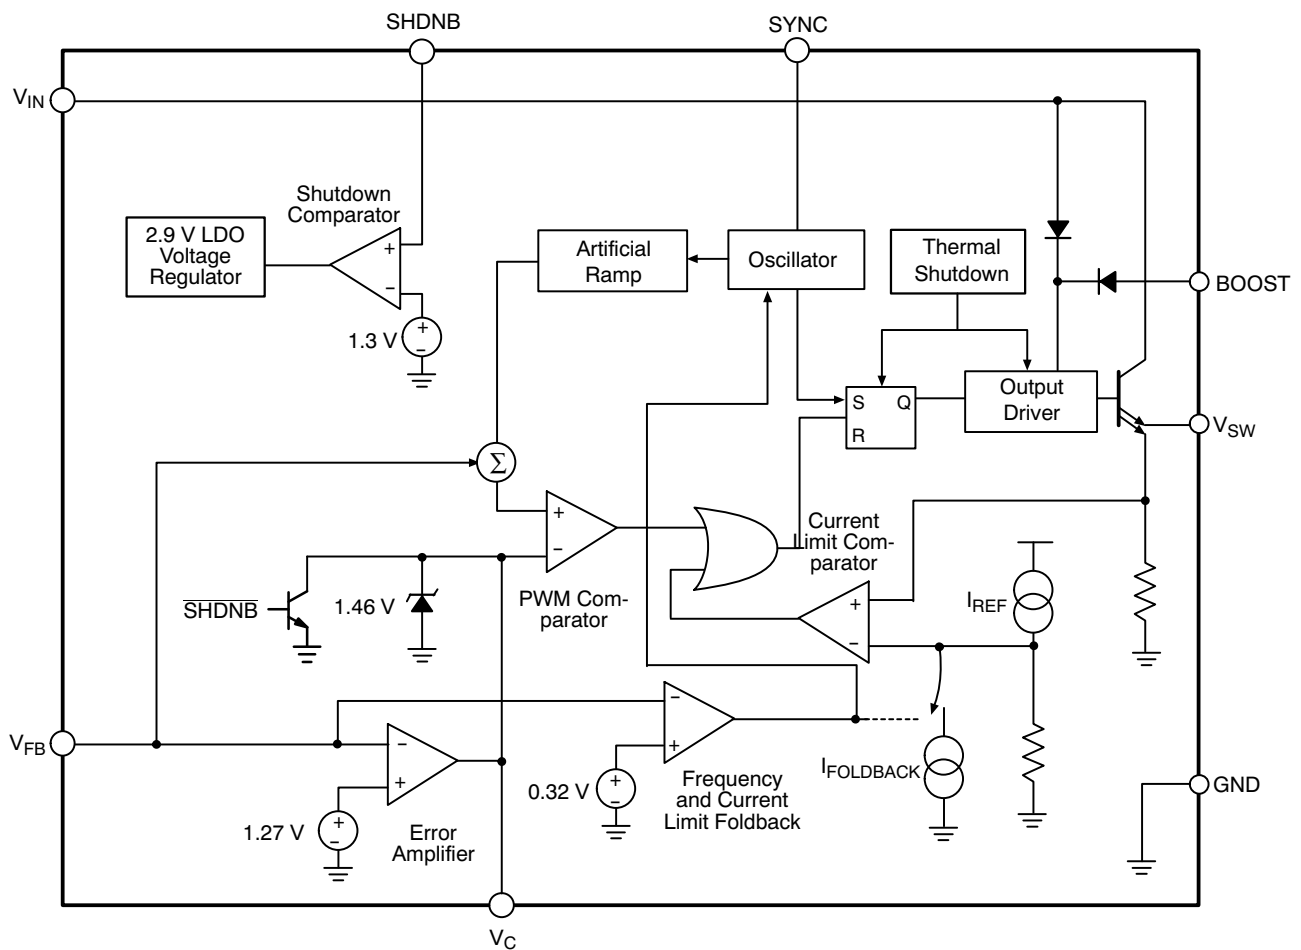 SHDNB
SYNC
V_IN
Shutdown
Comparator
2.9 V LDO
Voltage
Regulator
+
−
1.3 V
+
−
Artificial
Ramp
Oscillator
Thermal
Shutdown
BOOST
S
Q
R
Output
Driver
V_SW
Σ
+
−
PWM Com-
parator
Current
Limit Com-
parator
+
−
I_REF
SHDNB
1.46 V
V_FB
−
+
Error
Amplifier
1.27 V
+
−
−
+
0.32 V
+
−
Frequency
and Current
Limit Foldback
I_FOLDBACK
GND
V_C